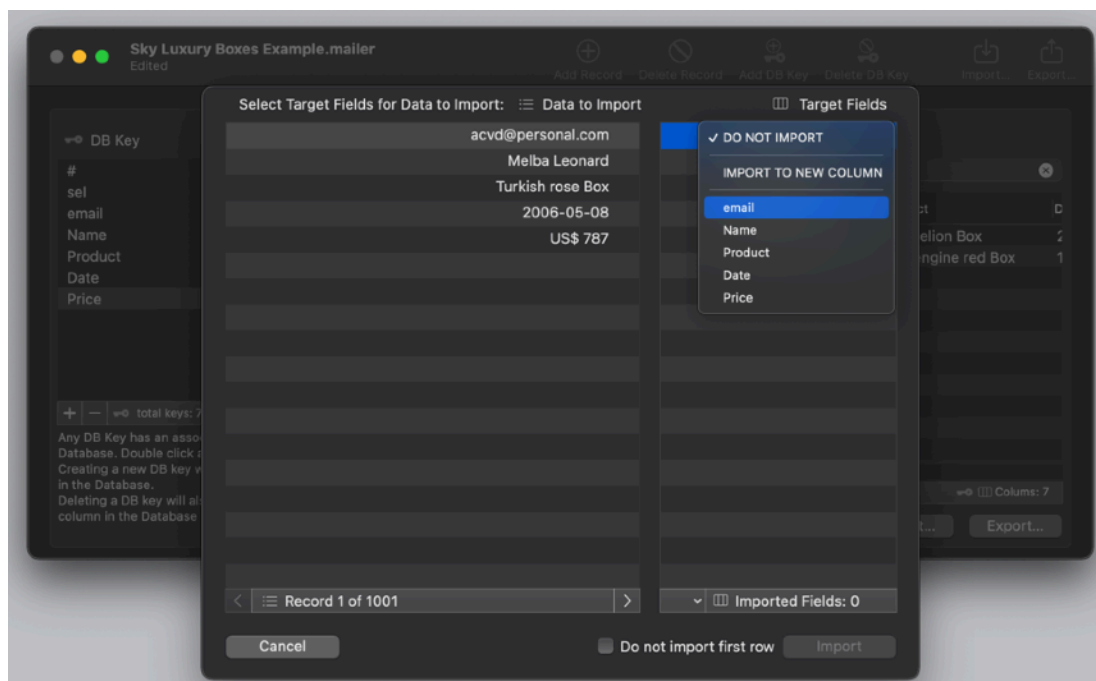 Sky Luxury Boxes Example.mailer
Edited
Add Record Delete Record Add DB Key Delete DB Key Import... Export...
Select Target Fields for Data to Import: Data to Import Target Fields
DB Key
#
sel
email
Name
Product
Date
Price
acvd@personal.com
Melba Leonard
Turkish rose Box
2006-05-08
US$ 787
✓ DO NOT IMPORT
IMPORT TO NEW COLUMN
email
Name
Product
Date
Price
elion Box 2
engine red Box 1
+ − total keys: 7
Any DB Key has an asso
Database. Double click a
Creating a new DB key w
in the Database.
Deleting a DB key will al
column in the Database
Colums: 7
Export...
< Record 1 of 1001 >
Imported Fields: 0
Cancel
Do not import first row
Import